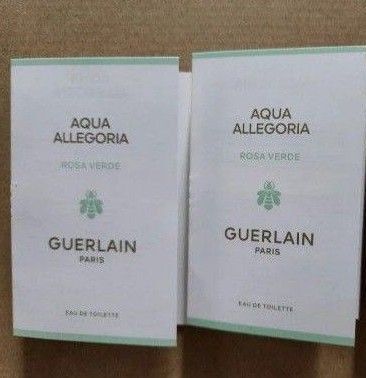 AQUA
ALLEGORIA
ROSA VERDE
GUERLAIN
PARIS
EAU DE TOILETTE
AQUA
ALLEGORIA
ROSA VERDE
GUERLAIN
PARIS
EAU DE TOILETTE